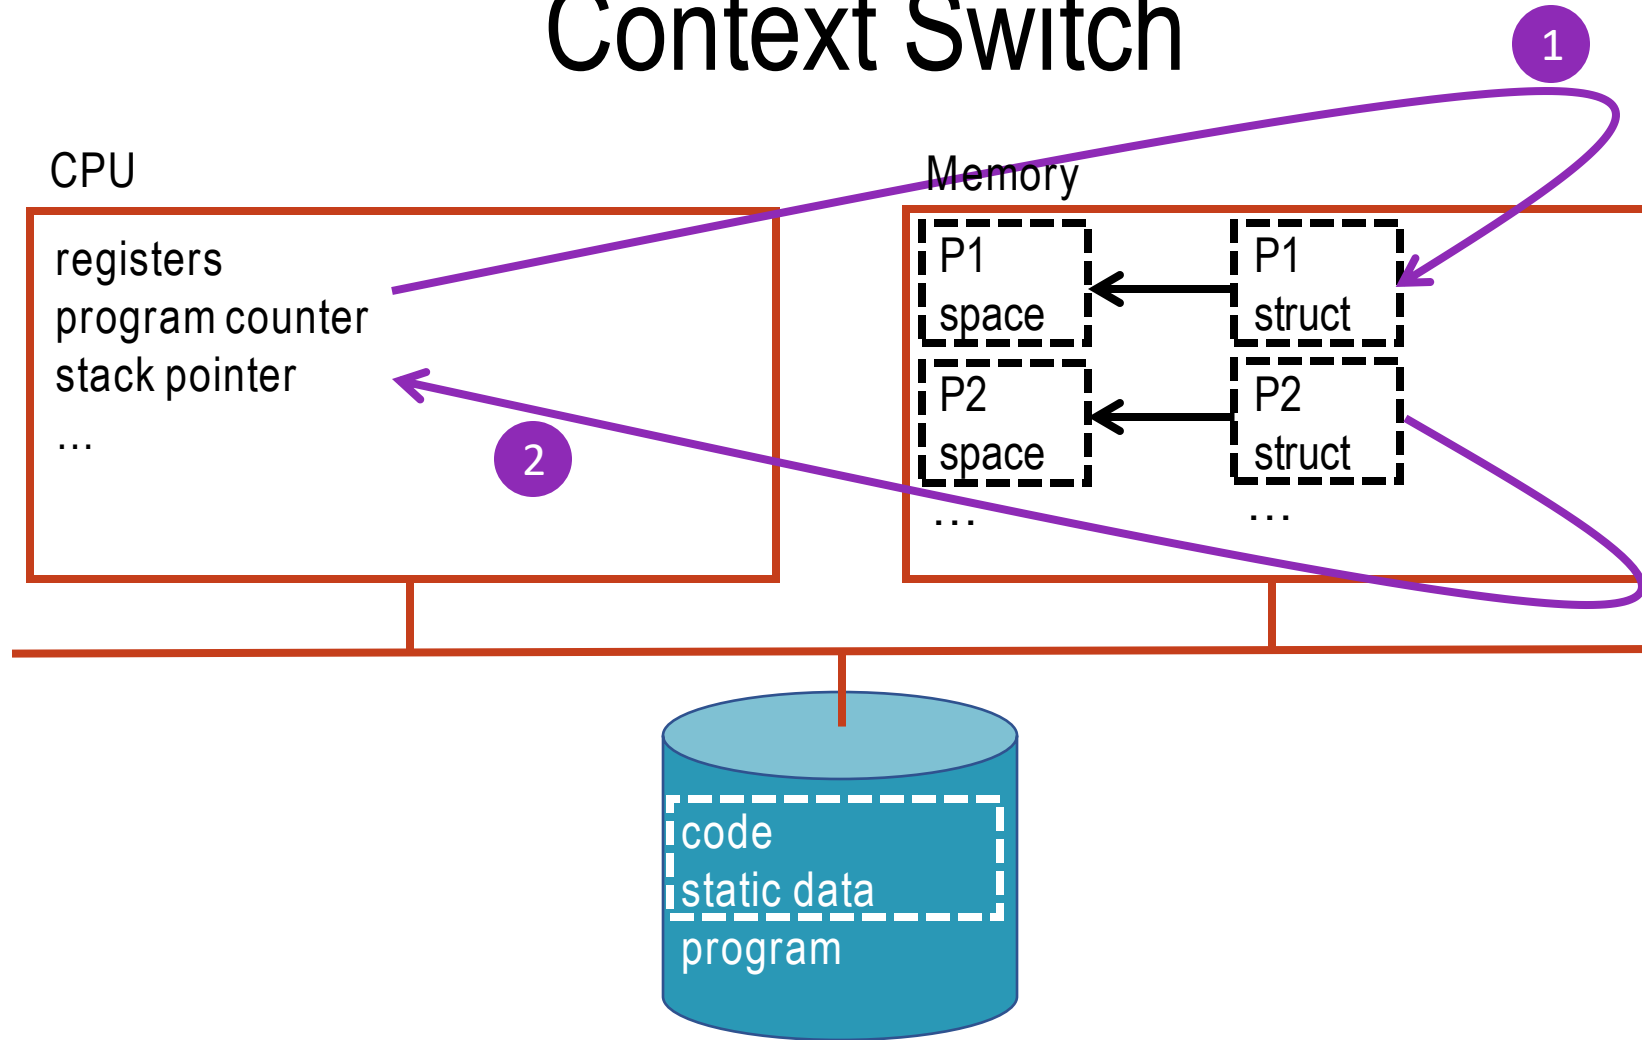 Context Switch
1
CPU
Memory
registers
program counter
stack pointer
...
2
P1
space
P1
struct
P2
space
P2
struct
...
...
code
static data
program